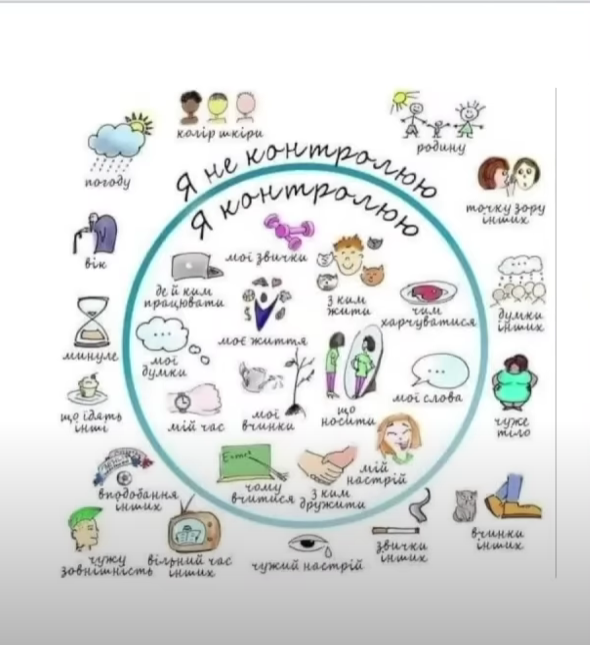 колір шкіри
родину
погоду
точку зору
інших
Я не контролюю
Я контролюю
вік
мої звички
де й ким
працювати
з ким
жити
чим
харчуватися
думки
інших
моє життя
минуле
мої
думки
мої слова
що їдять
інші
мій час
мої
вчинки
що
носити
чуже
тіло
мій
настрій
вподобання
інших
чому
вчитися
з ким
дружити
чужу
зовнішність
вільний час
інших
чужий настрій
звички
інших
вчинки
інших